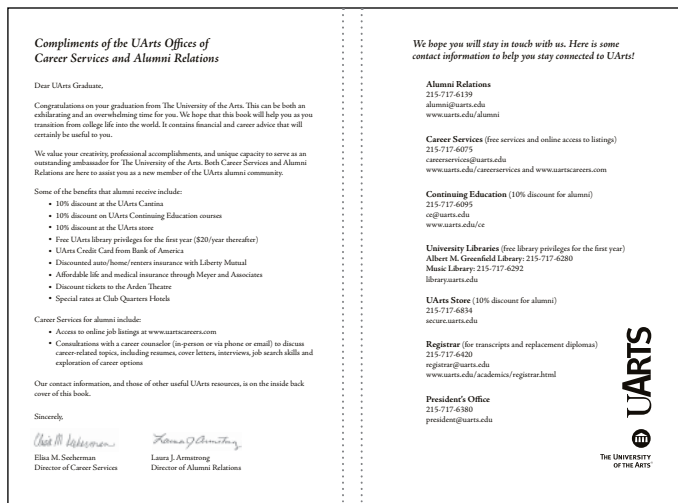 Compliments of the UArts Offices of
Career Services and Alumni Relations
Dear UArts Graduate,
Congratulations on your graduation from The University of the Arts. This can be both an
exhilarating and an overwhelming time for you. We hope that this book will help you as you
transition from college life into the world. It contains financial and career advice that will
certainly be useful to you.
We value your creativity, professional accomplishments, and unique capacity to serve as an
outstanding ambassador for The University of the Arts. Both Career Services and Alumni
Relations are here to assist you as a new member of the UArts alumni community.
Some of the benefits that alumni receive include:
• 10% discount at the UArts Cantina
• 10% discount on UArts Continuing Education courses
• 10% discount at the UArts store
• Free UArts library privileges for the first year ($20/year thereafter)
• UArts Credit Card from Bank of America
• Discounted auto/home/renters insurance with Liberty Mutual
• Affordable life and medical insurance through Meyer and Associates
• Discount tickets to the Arden Theatre
• Special rates at Club Quarters Hotels
Career Services for alumni include:
• Access to online job listings at www.uartscareers.com
• Consultations with a career counselor (in-person or via phone or email) to discuss
career-related topics, including resumes, cover letters, interviews, job search skills and
exploration of career options
Our contact information, and those of other useful UArts resources, is on the inside back
cover of this book.
Sincerely,
Elisa M Seeherman
Laura J Armstrong
Elisa M. Seeherman
Director of Career Services
Laura J. Armstrong
Director of Alumni Relations
We hope you will stay in touch with us. Here is some
contact information to help you stay connected to UArts!
Alumni Relations
215-717-6139
alumni@uarts.edu
www.uarts.edu/alumni
Career Services (free services and online access to listings)
215-717-6075
careerservices@uarts.edu
www.uarts.edu/careerservices and www.uartscareers.com
Continuing Education (10% discount for alumni)
215-717-6095
ce@uarts.edu
www.uarts.edu/ce
University Libraries (free library privileges for the first year)
Albert M. Greenfield Library: 215-717-6280
Music Library: 215-717-6292
library.uarts.edu
UArts Store (10% discount for alumni)
215-717-6834
secure.uarts.edu
Registrar (for transcripts and replacement diplomas)
215-717-6420
registrar@uarts.edu
www.uarts.edu/academics/registrar.html
President's Office
215-717-6380
president@uarts.edu
UARTS
THE UNIVERSITY
OF THE ARTS